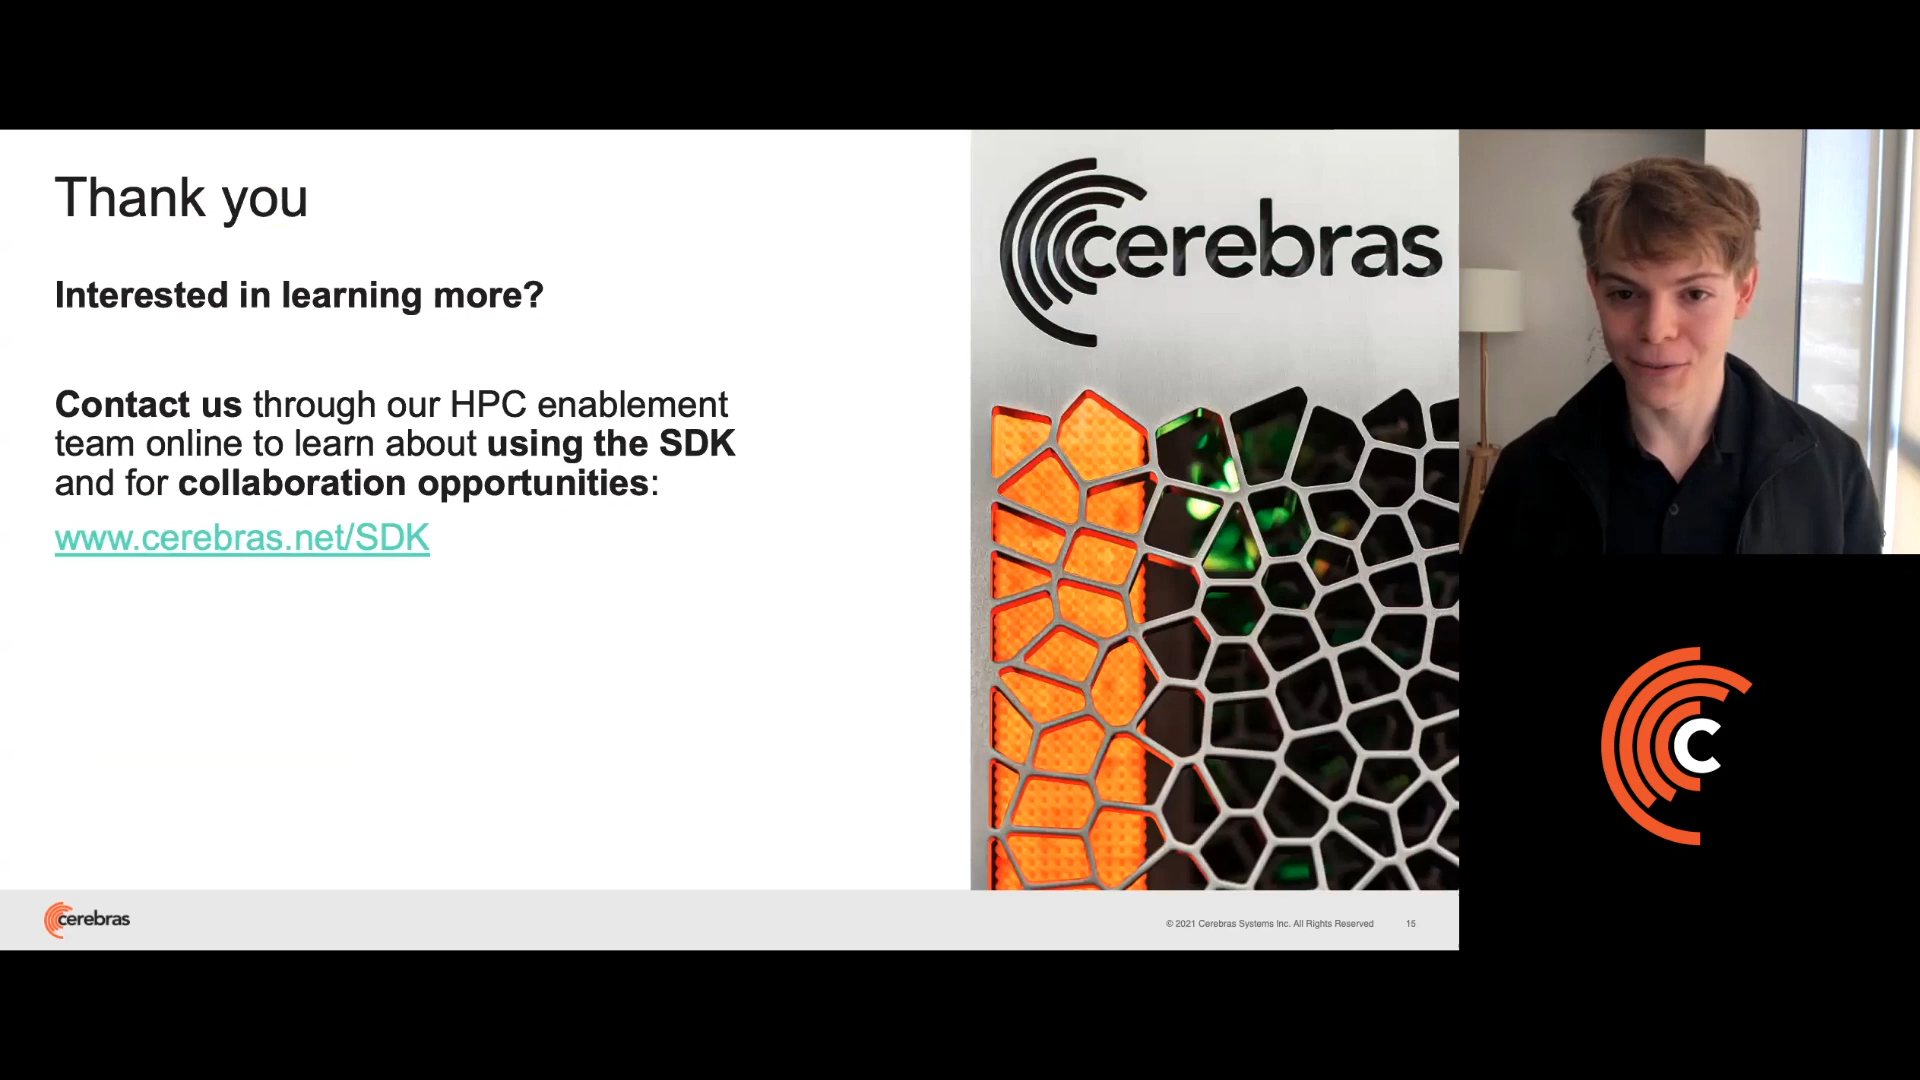 Thank you
Interested in learning more?
Contact us through our HPC enablement
team online to learn about using the SDK
and for collaboration opportunities:
www.cerebras.net/SDK
cerebras
cerebras
© 2021 Cerebras Systems Inc. All Rights Reserved
15
C